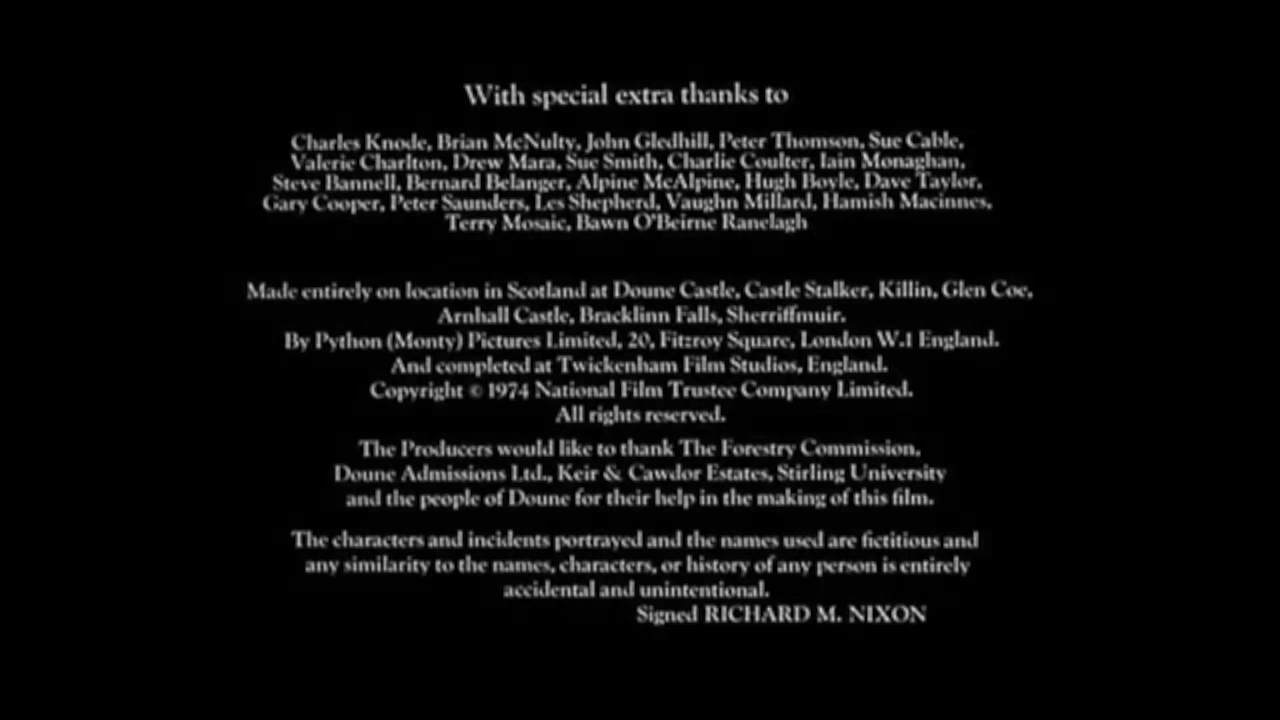 With special extra thanks to
Charles Knode, Brian McNulty, John Gledhill, Peter Thomson, Sue Cable,
Valerie Charlton, Drew Mara, Sue Smith, Charlie Coulter, Iain Monaghan,
Steve Bannell, Bernard Belanger, Alpine McAlpine, Hugh Boyle, Dave Taylor,
Gary Cooper, Peter Saunders, Les Shepherd, Vaughn Millard, Hamish Macinnes,
Terry Mosaic, Bawn O'Beirne Ranelagh
Made entirely on location in Scotland at Doune Castle, Castle Stalker, Killin, Glen Coe,
Arnhall Castle, Bracklinn Falls, Sherriffmuir.
By Python (Monty) Pictures Limited, 20, Fitzroy Square, London W.1 England.
And completed at Twickenham Film Studios, England.
Copyright © 1974 National Film Trustee Company Limited.
All rights reserved.
The Producers would like to thank The Forestry Commission,
Doune Admissions Ltd., Keir & Cawdor Estates, Stirling University
and the people of Doune for their help in the making of this film.
The characters and incidents portrayed and the names used are fictitious and
any similarity to the names, characters, or history of any person is entirely
accidental and unintentional.
Signed RICHARD M. NIXON